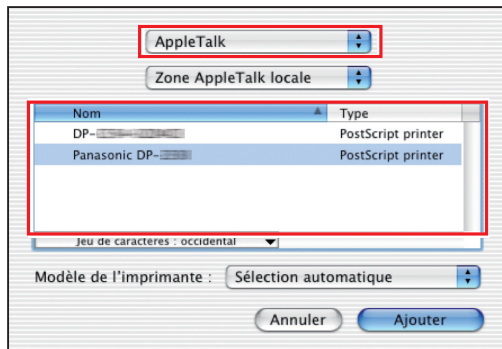 AppleTalk
Zone AppleTalk locale
Nom Type
DP- PostScript printer
Panasonic DP- PostScript printer
Jeu de caractères : occidental
Modèle de l'imprimante : Sélection automatique
Annuler Ajouter